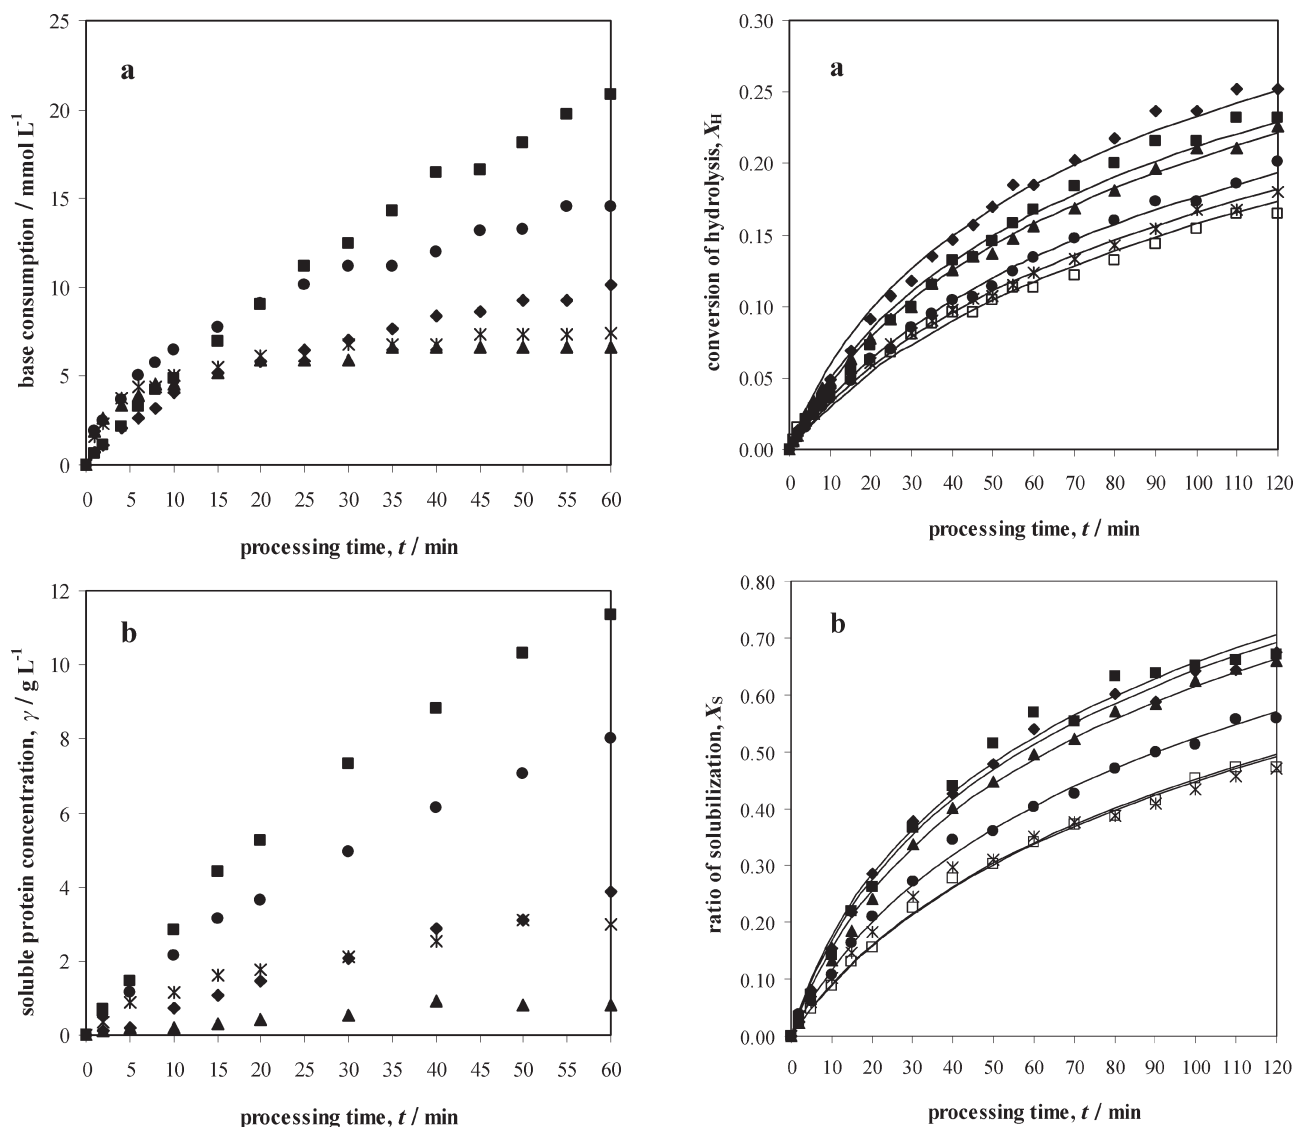 a
base consumption / mmol L-1
25
20
15
10
5
0
0 5 10 15 20 25 30 35 40 45 50 55 60
processing time, t / min
a
conversion of hydrolysis, XH
0.30
0.25
0.20
0.15
0.10
0.05
0.00
0 10 20 30 40 50 60 70 80 90 100 110 120
processing time, t / min
b
soluble protein concentration, γ / g L-1
12
10
8
6
4
2
0
0 5 10 15 20 25 30 35 40 45 50 55 60
processing time, t / min
b
ratio of solubilization, XS
0.80
0.70
0.60
0.50
0.40
0.30
0.20
0.10
0.00
0 10 20 30 40 50 60 70 80 90 100 110 120
processing time, t / min